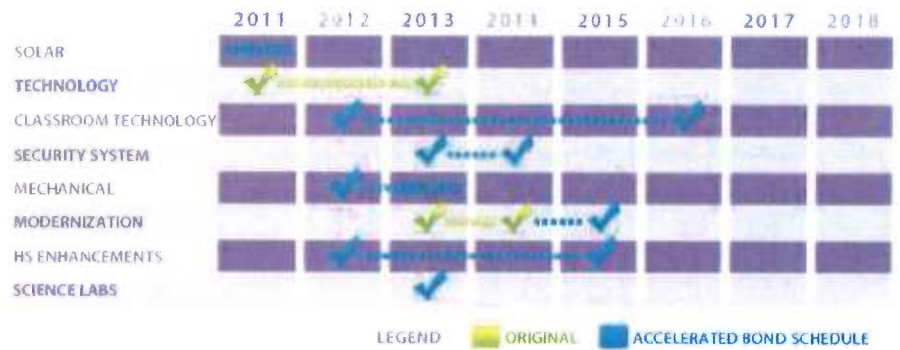 2011 2012 2013 2014 2015 2016 2017 2018
SOLAR
TECHNOLOGY
CLASSROOM TECHNOLOGY
SECURITY SYSTEM
MECHANICAL
MODERNIZATION
HS ENHANCEMENTS
SCIENCE LABS
LEGEND ORIGINAL ACCELERATED BOND SCHEDULE